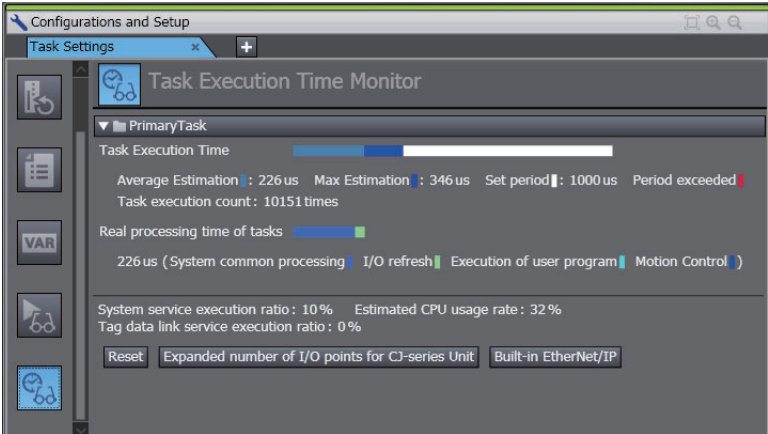 Configurations and Setup
Task Settings
Task Execution Time Monitor
PrimaryTask
Task Execution Time
Average Estimation : 226 us Max Estimation : 346 us Set period : 1000 us Period exceeded
Task execution count : 10151 times
Real processing time of tasks
226 us ( System common processing I/O refresh Execution of user program Motion Control )
VAR
System service execution ratio : 10 % Estimated CPU usage rate : 32 %
Tag data link service execution ratio : 0 %
Reset Expanded number of I/O points for CJ-series Unit Built-in EtherNet/IP